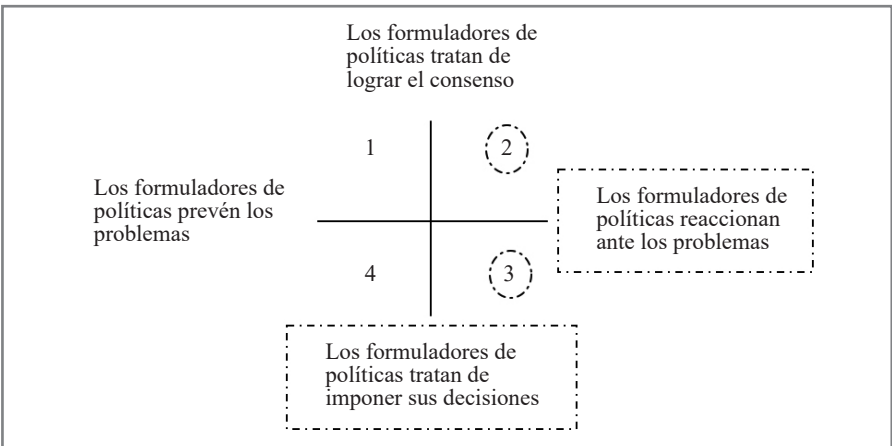 Los formuladores de
políticas tratan de
lograr el consenso
1
2
Los formuladores de
políticas prevén los
problemas
Los formuladores de
políticas reaccionan
ante los problemas
4
3
Los formuladores de
políticas tratan de
imponer sus decisiones